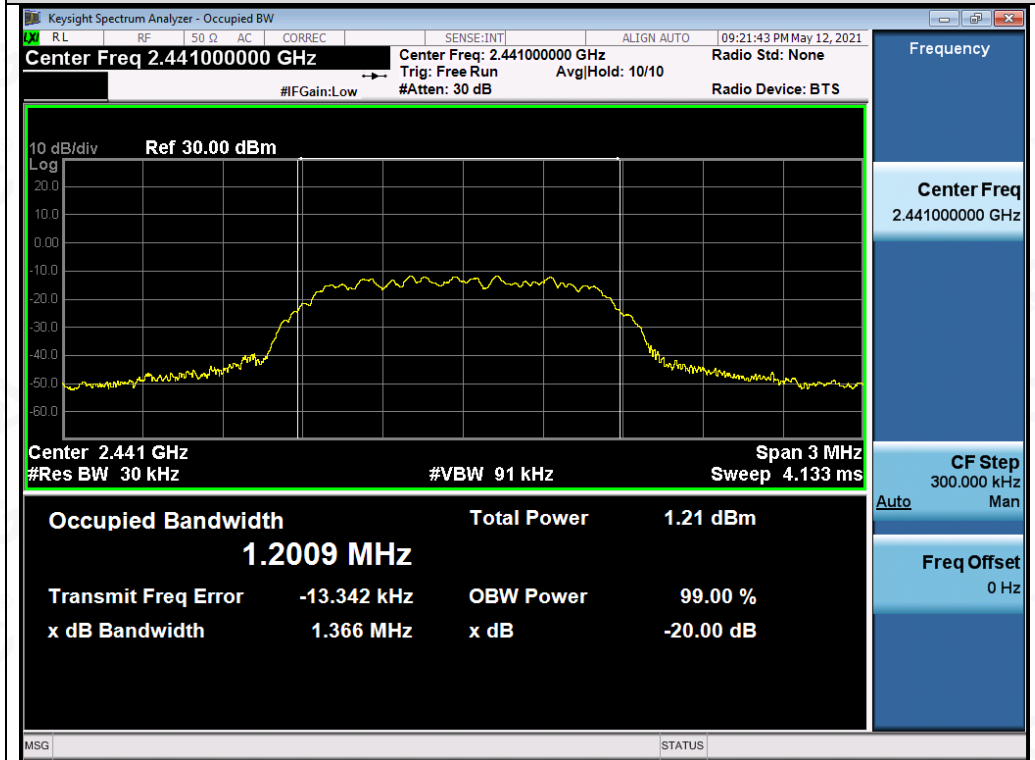 Keysight Spectrum Analyzer - Occupied BW
LXI RL RF 50 Ω AC CORREC SENSE:INT ALIGN AUTO 09:21:43 PM May 12, 2021
Center Freq 2.441000000 GHz
Center Freq: 2.441000000 GHz Radio Std: None
Trig: Free Run Avg|Hold: 10/10
#IFGain:Low #Atten: 30 dB Radio Device: BTS
Frequency
10 dB/div Ref 30.00 dBm
Log
20.0
10.0
0.00
-10.0
-20.0
-30.0
-40.0
-50.0
-60.0
Center Freq
2.441000000 GHz
Center 2.441 GHz Span 3 MHz
#Res BW 30 kHz #VBW 91 kHz Sweep 4.133 ms
CF Step
300.000 kHz
Auto Man
Occupied Bandwidth Total Power 1.21 dBm
1.2009 MHz
Transmit Freq Error -13.342 kHz OBW Power 99.00 %
x dB Bandwidth 1.366 MHz x dB -20.00 dB
Freq Offset
0 Hz
MSG STATUS